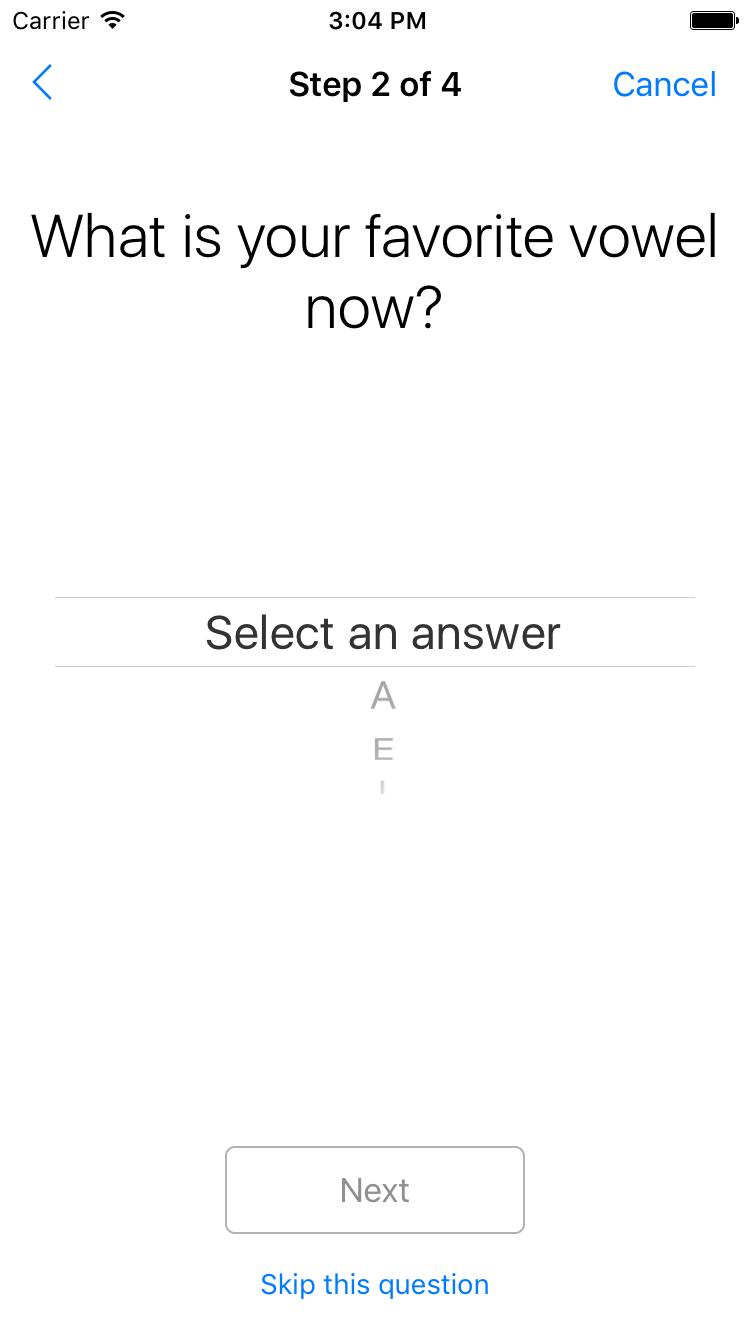 Carrier 3:04 PM
Step 2 of 4 Cancel
What is your favorite vowel
now?
Select an answer
A
E
Next
Skip this question